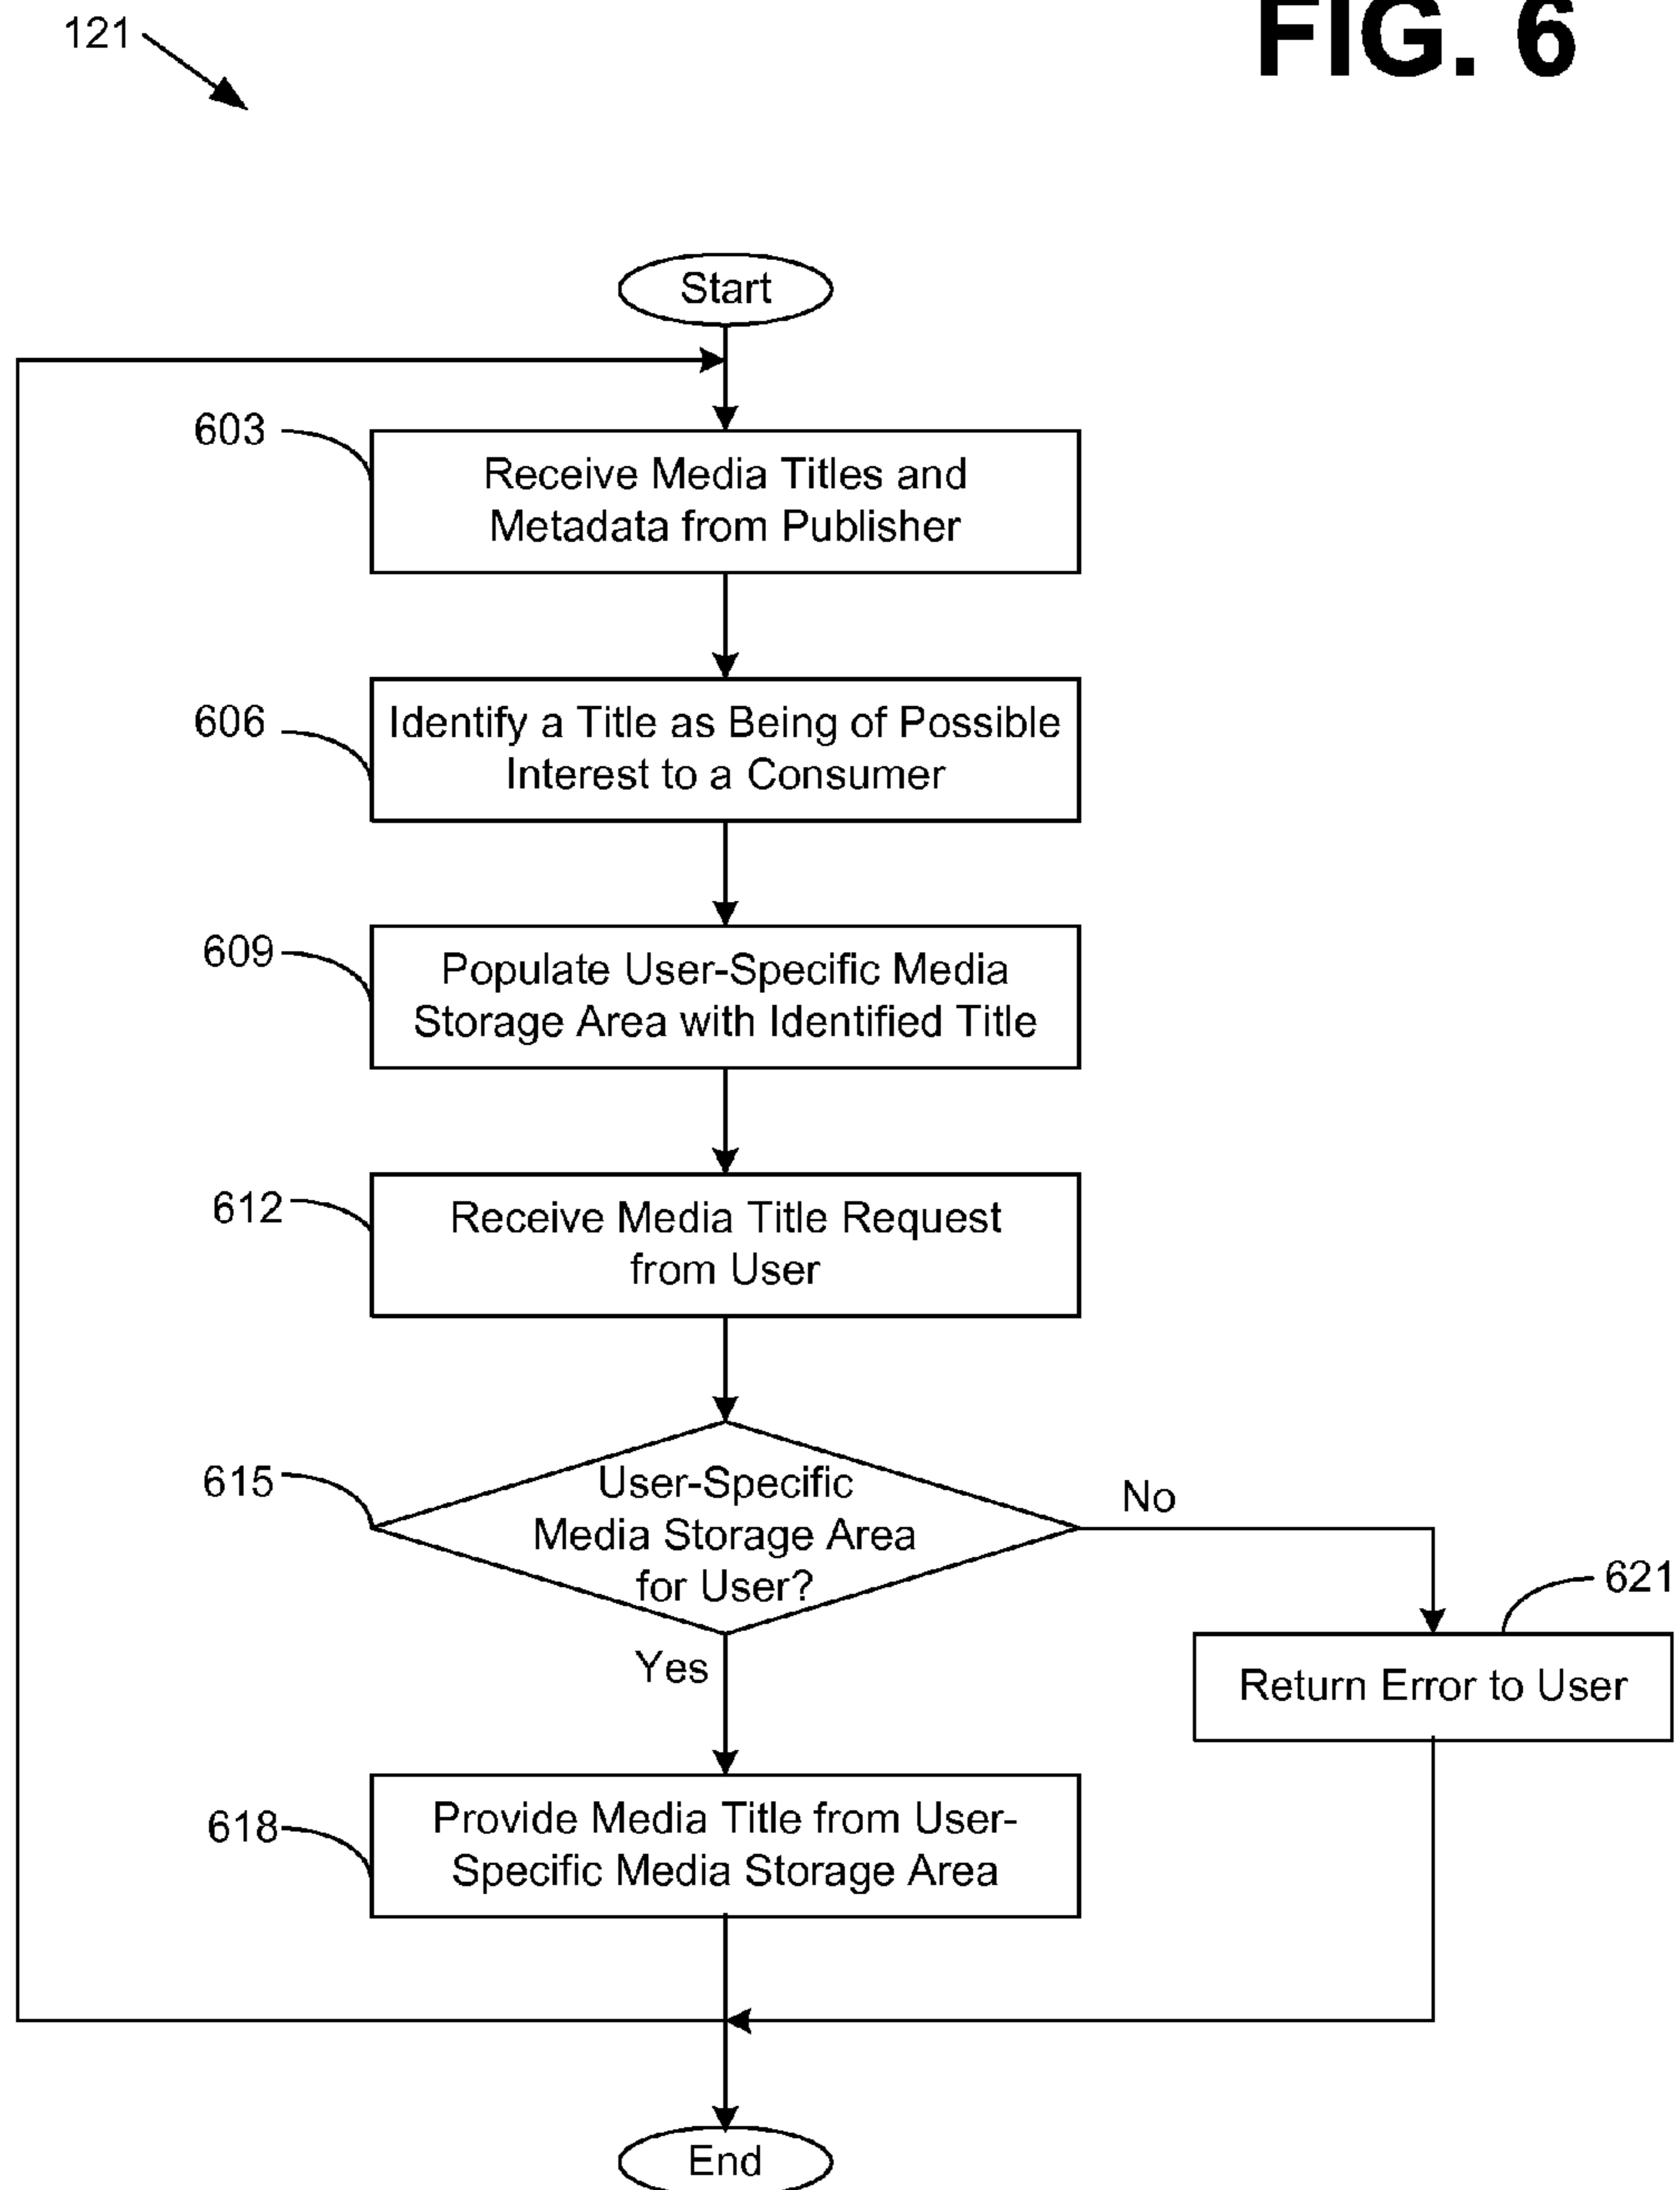 121
FIG. 6
Start
603
Receive Media Titles and
Metadata from Publisher
606
Identify a Title as Being of Possible
Interest to a Consumer
609
Populate User-Specific Media
Storage Area with Identified Title
612
Receive Media Title Request
from User
615
User-Specific
Media Storage Area
for User?
No
621
Yes
Return Error to User
618
Provide Media Title from User-
Specific Media Storage Area
End